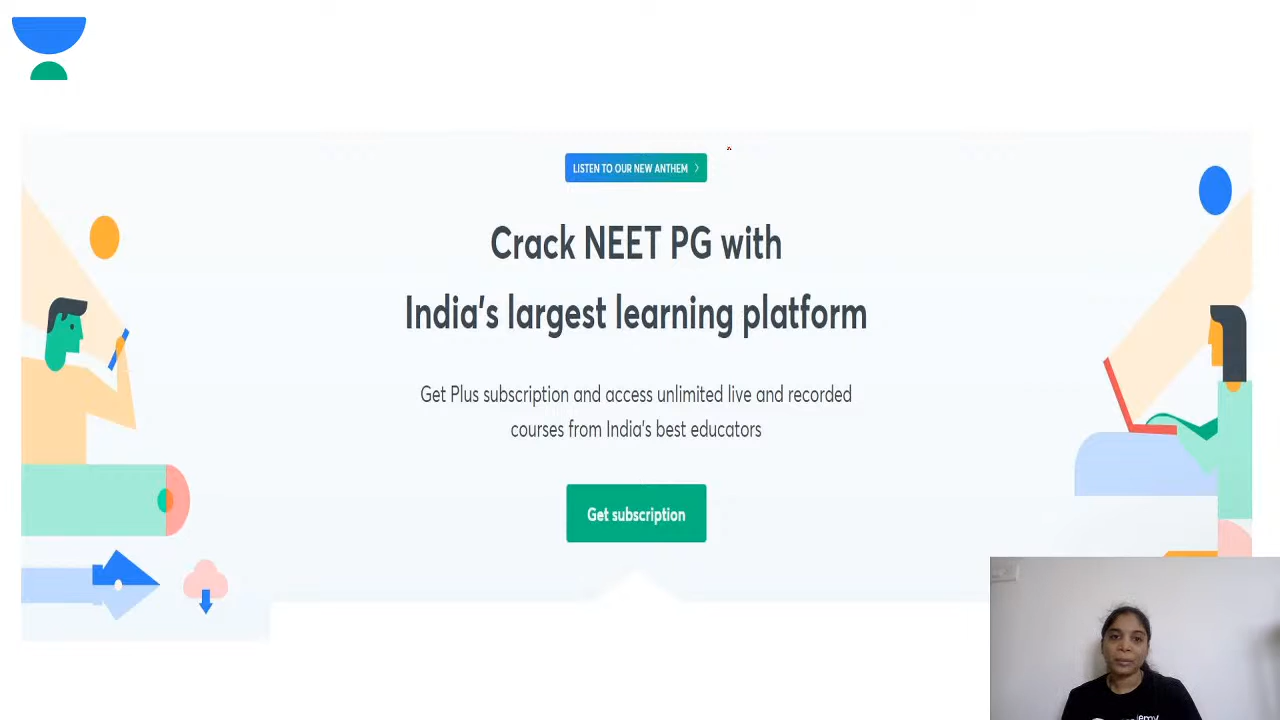 LISTEN TO OUR NEW ANTHEM
Crack NEET PG with
India's largest learning platform
Get Plus subscription and access unlimited live and recorded
courses from India's best educators
Get subscription